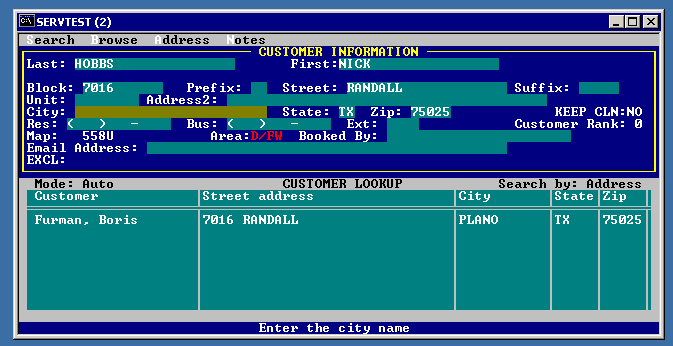 SERVTEST (2)
Search Browse Address Notes
CUSTOMER INFORMATION
Last: HOBBS First:NICK
Block: 7016 Prefix: Street: RANDALL Suffix:
Unit: Address2:
City: State: TX Zip: 75025 KEEP CLN:NO
Res: ( ) - Bus: ( ) - Ext: Customer Rank: 0
Map: 558U Area:D/FW Booked By:
Email Address:
EXCL:
Mode: Auto CUSTOMER LOOKUP Search by: Address
Customer Street address City State Zip
Furman, Boris 7016 RANDALL PLANO TX 75025
Enter the city name